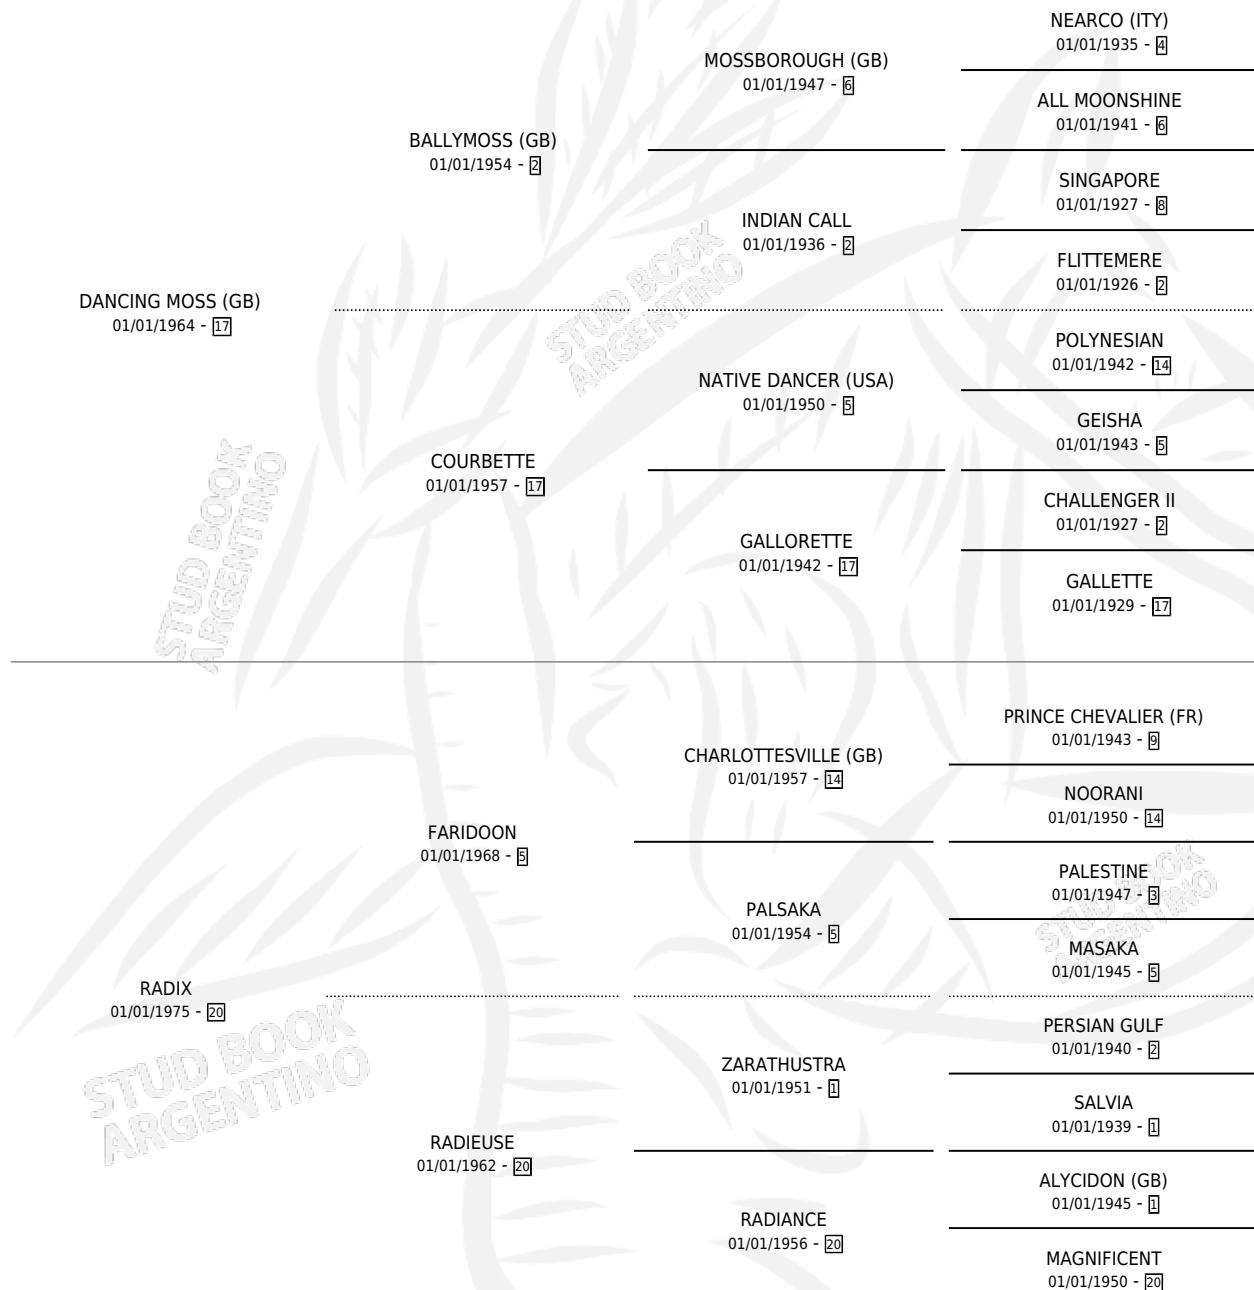 DANCING MOSS (GB)
01/01/1964 - 17
BALLYMOSS (GB)
01/01/1954 - 2
MOSSBOROUGH (GB)
01/01/1947 - 6
NEARCO (ITY)
01/01/1935 - 4
ALL MOONSHINE
01/01/1941 - 6
INDIAN CALL
01/01/1936 - 2
SINGAPORE
01/01/1927 - 8
FLITTEMERE
01/01/1926 - 2
COURBETTE
01/01/1957 - 17
NATIVE DANCER (USA)
01/01/1950 - 5
POLYNESIAN
01/01/1942 - 14
GEISHA
01/01/1943 - 5
GALLORETTE
01/01/1942 - 17
CHALLENGER II
01/01/1927 - 2
GALLETTE
01/01/1929 - 17
RADIX
01/01/1975 - 20
FARIDOON
01/01/1968 - 5
CHARLOTTESVILLE (GB)
01/01/1957 - 14
PRINCE CHEVALIER (FR)
01/01/1943 - 9
NOORANI
01/01/1950 - 14
PALSAKA
01/01/1954 - 5
PALESTINE
01/01/1947 - 3
MASAKA
01/01/1945 - 5
RADIEUSE
01/01/1962 - 20
ZARATHUSTRA
01/01/1951 - 1
PERSIAN GULF
01/01/1940 - 2
SALVIA
01/01/1939 - 1
RADIANCE
01/01/1956 - 20
ALYCIDON (GB)
01/01/1945 - 1
MAGNIFICENT
01/01/1950 - 20
STUD BOOK
ARGENTINO
STUD BOOK
ARGENTINO
STUD BOOK
ARGENTINO
STUD BOOK
ARGENTINO